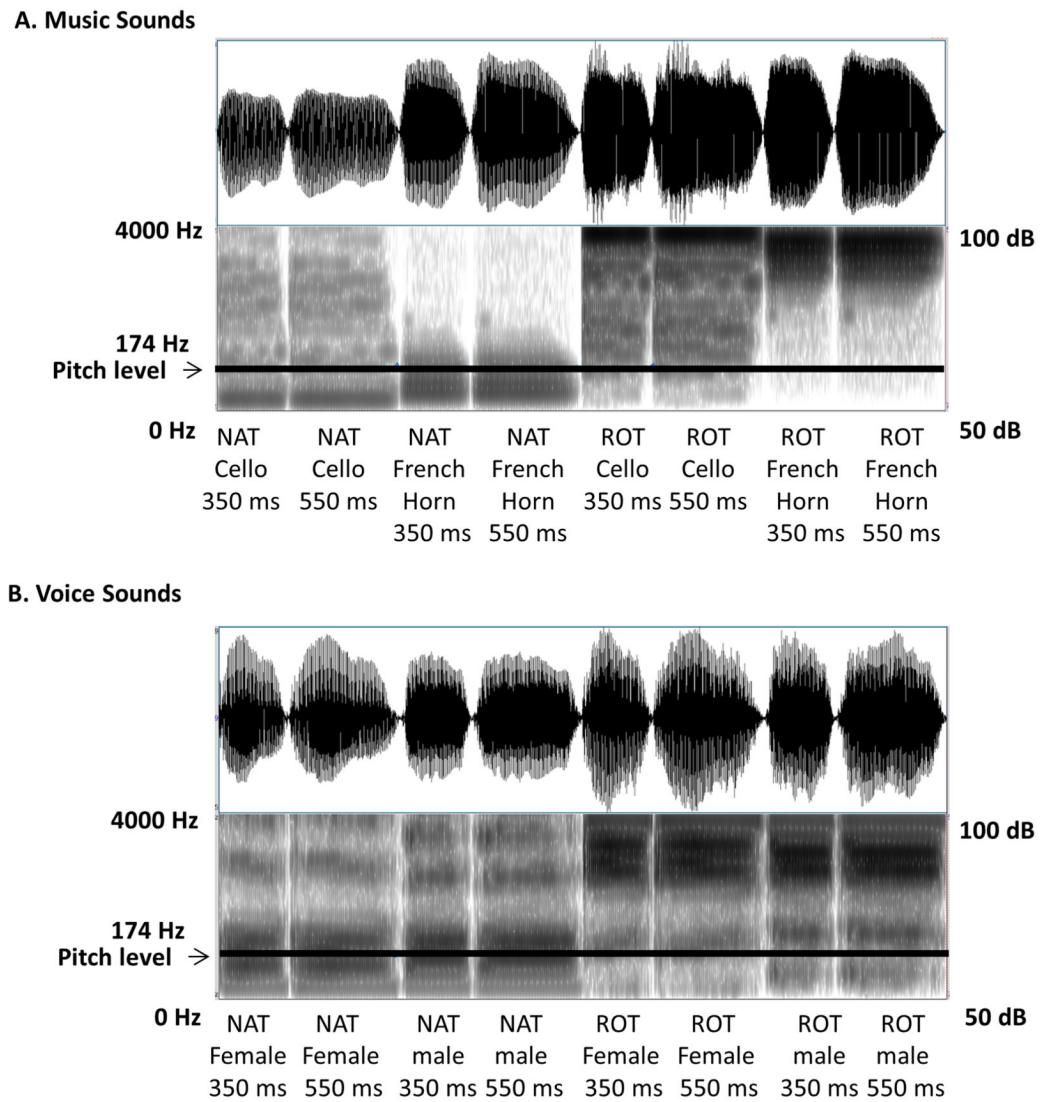 A. Music Sounds
4000 Hz
100 dB
174 Hz
Pitch level
0 Hz
50 dB
NAT NAT NAT NAT ROT ROT ROT ROT
Cello Cello French French Cello Cello French French
350 ms 550 ms Horn Horn 350 ms 550 ms Horn Horn
350 ms 550 ms 350 ms 550 ms
B. Voice Sounds
4000 Hz
100 dB
174 Hz
Pitch level
0 Hz
50 dB
NAT NAT NAT NAT ROT ROT ROT ROT
Female Female male male Female Female male male
350 ms 550 ms 350 ms 550 ms 350 ms 550 ms 350 ms 550 ms